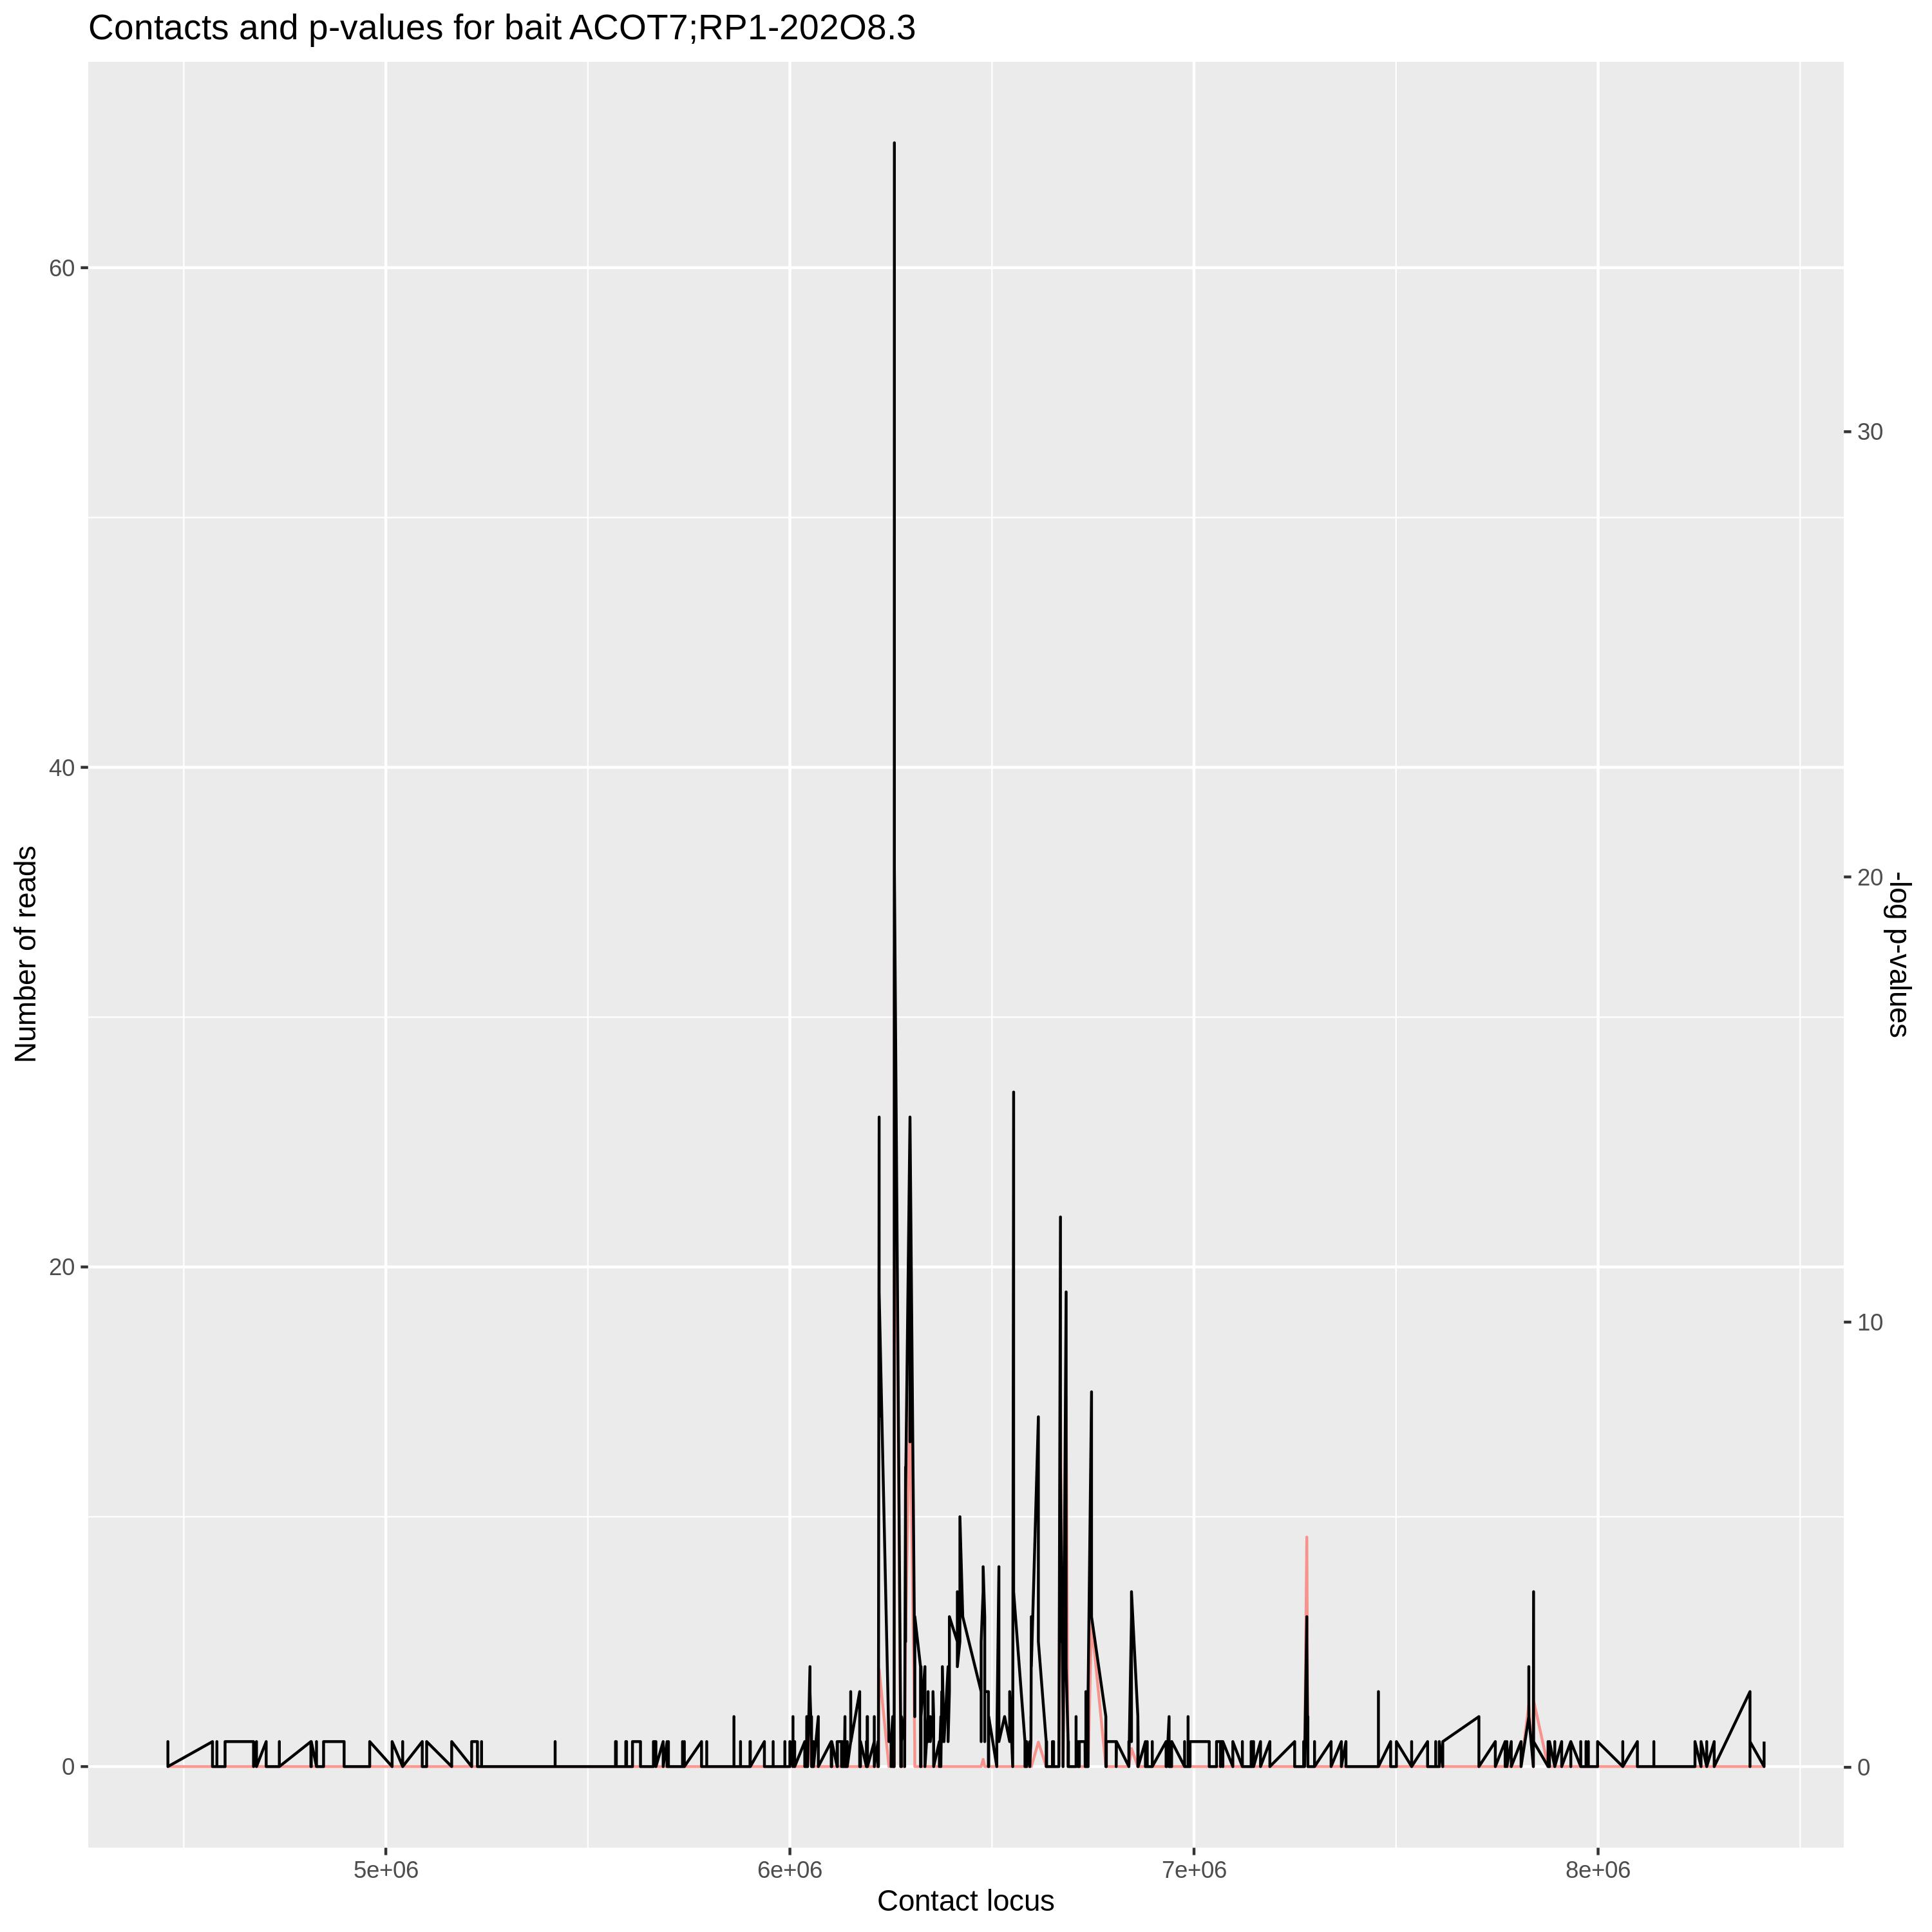 Contacts and p-values for bait ACOT7;RP1-202O8.3
60
40
20
0
Number of reads
30
20
10
0
-log p-values
5e+06
6e+06
7e+06
8e+06
Contact locus